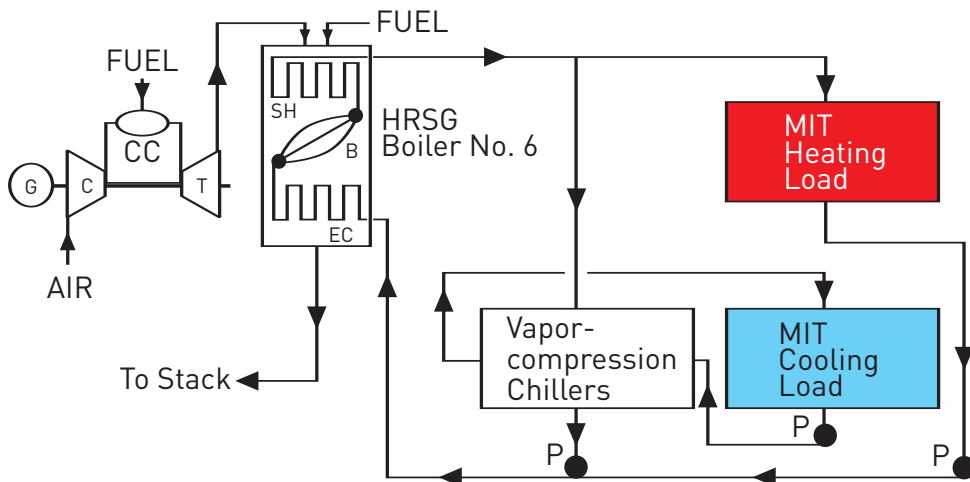 FUEL
FUEL
CC
G
C
T
AIR
SH
B
EC
HRSG
Boiler No. 6
To Stack
MIT
Heating
Load
Vapor-
compression
Chillers
MIT
Cooling
Load
P
P
P